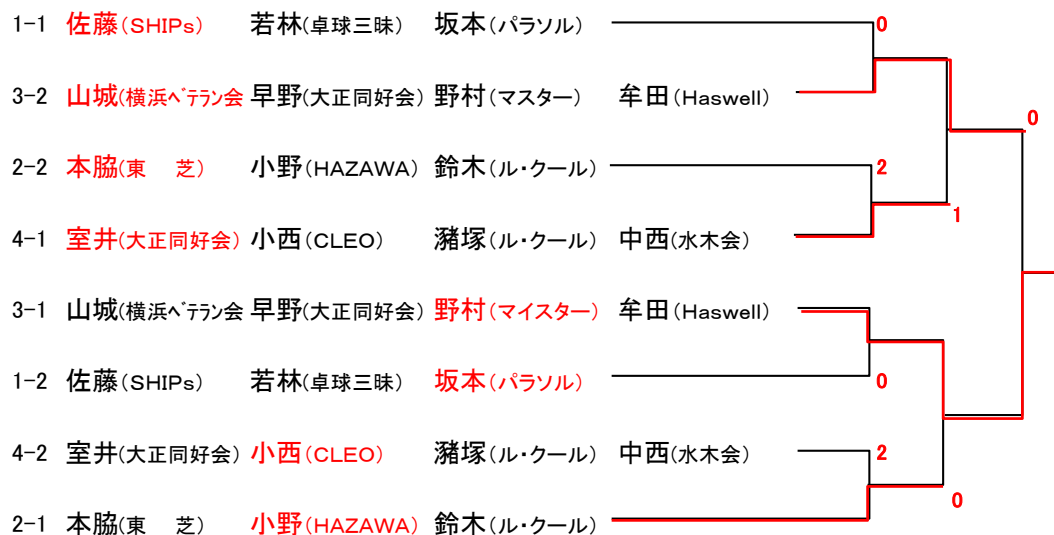 1-1 佐藤(SHIPs) 若林(卓球三昧) 坂本(パラソル) 0
3-2 山城(横浜ベテラン会 早野(大正同好会) 野村(マスター) 牟田(Haswell) 0
2-2 本脇(東 芝) 小野(HAZAWA) 鈴木(ル・クール) 2
1
4-1 室井(大正同好会) 小西(CLEO) 瀦塚(ル・クール) 中西(水木会)
3-1 山城(横浜ベテラン会 早野(大正同好会) 野村(マイスター) 牟田(Haswell)
1-2 佐藤(SHIPs) 若林(卓球三昧) 坂本(パラソル) 0
4-2 室井(大正同好会) 小西(CLEO) 瀦塚(ル・クール) 中西(水木会) 2
0
2-1 本脇(東 芝) 小野(HAZAWA) 鈴木(ル・クール)